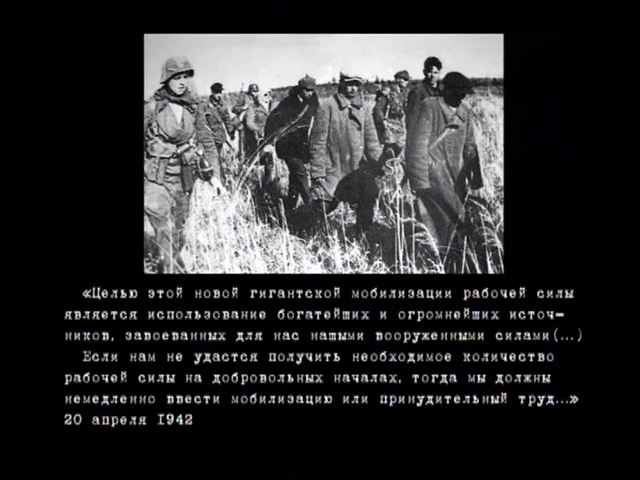 «Целью этой новой гигантской мобилизации рабочей силы
является использование богатейших и огромнейших источ-
ников, завоеванных для нас нашыми вооруженными силами(...)
Если нам не удастся получить необходимое количество
рабочей силы на добровольных началах, тогда мы должны
немедленно ввести мобилизацию или принудительный труд...»
20 апреля 1942